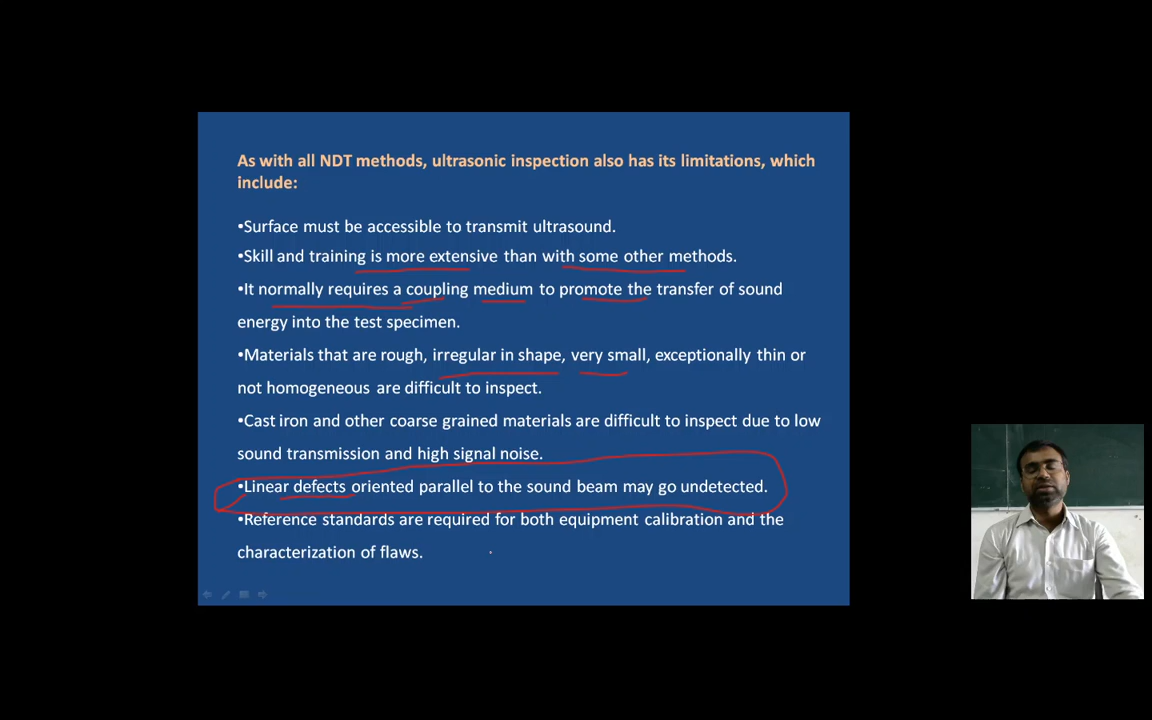 As with all NDT methods, ultrasonic inspection also has its limitations, which
include:
•Surface must be accessible to transmit ultrasound.
•Skill and training is more extensive than with some other methods.
•It normally requires a coupling medium to promote the transfer of sound
energy into the test specimen.
•Materials that are rough, irregular in shape, very small, exceptionally thin or
not homogeneous are difficult to inspect.
•Cast iron and other coarse grained materials are difficult to inspect due to low
sound transmission and high signal noise.
•Linear defects oriented parallel to the sound beam may go undetected.
•Reference standards are required for both equipment calibration and the
characterization of flaws.